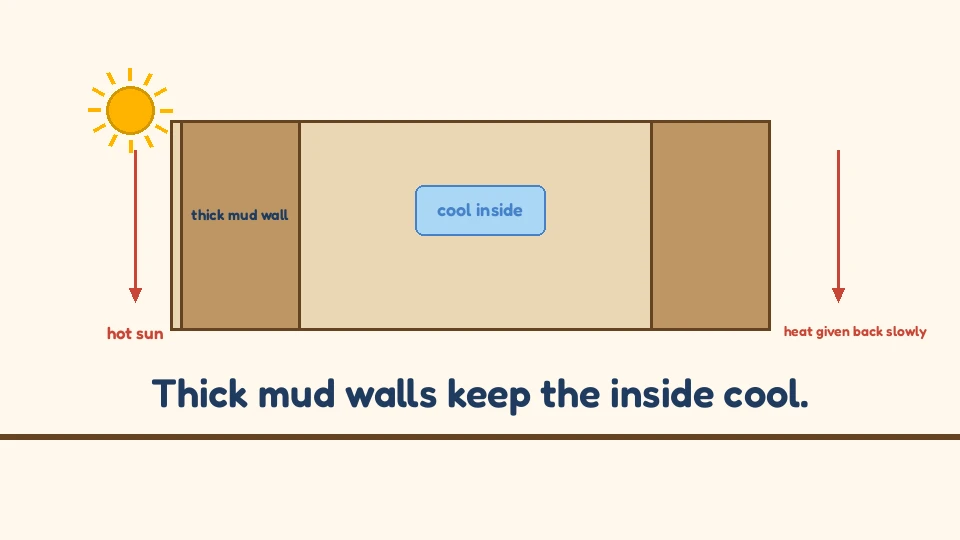 thick mud wall
cool inside
hot sun
heat given back slowly
Thick mud walls keep the inside cool.